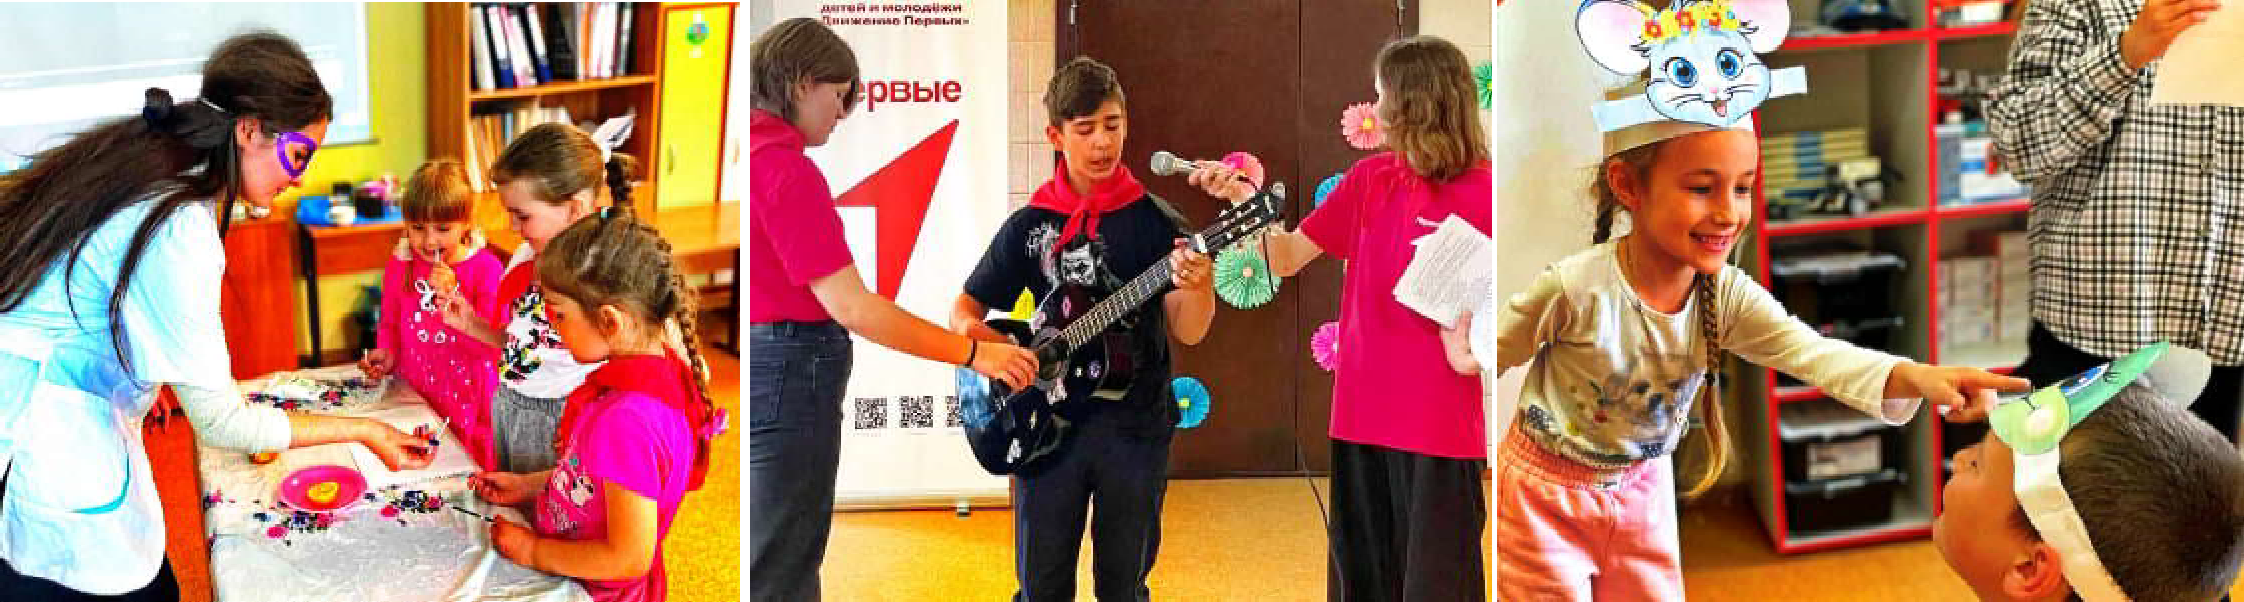 детей и молодёжи
Движение Первых»
ервые